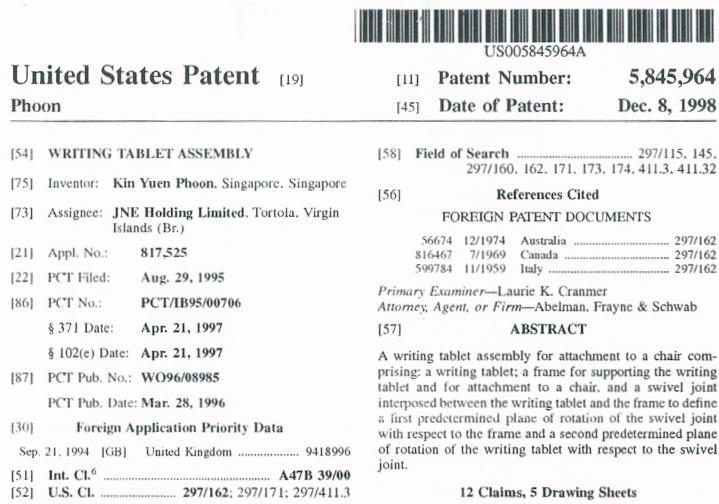 US005845964A
United States Patent [19]
Phoon
[11] Patent Number: 5,845,964
[45] Date of Patent: Dec. 8, 1998
[54] WRITING TABLET ASSEMBLY
[75] Inventor: Kin Yuen Phoon, Singapore, Singapore
[73] Assignee: JNE Holding Limited, Tortola, Virgin
Islands (Br.)
[21] Appl. No.: 817,525
[22] PCT Filed: Aug. 29, 1995
[86] PCT No.: PCT/IB95/00706
§ 371 Date: Apr. 21, 1997
§ 102(e) Date: Apr. 21, 1997
[87] PCT Pub. No.: WO96/08985
PCT Pub. Date: Mar. 28, 1996
[30] Foreign Application Priority Data
Sep. 21, 1994 [GB] United Kingdom .................. 9418996
[51] Int. Cl.⁶ ..................................................... A47B 39/00
[52] U.S. Cl. ........................ 297/162; 297/171; 297/411.3
[58] Field of Search ................................ 297/115, 145,
297/160, 162, 171, 173, 174, 411.3, 411.32
[56] References Cited
FOREIGN PATENT DOCUMENTS
56674 12/1974 Australia ............................ 297/162
816467 7/1969 Canada ............................... 297/162
599784 11/1959 Italy ................................... 297/162
Primary Examiner—Laurie K. Cranmer
Attorney, Agent, or Firm—Abelman, Frayne & Schwab
[57] ABSTRACT
A writing tablet assembly for attachment to a chair com-
prising: a writing tablet; a frame for supporting the writing
tablet and for attachment to a chair, and a swivel joint
interposed between the writing tablet and the frame to define
a first predetermined plane of rotation of the swivel joint
with respect to the frame and a second predetermined plane
of rotation of the writing tablet with respect to the swivel
joint.
12 Claims, 5 Drawing Sheets